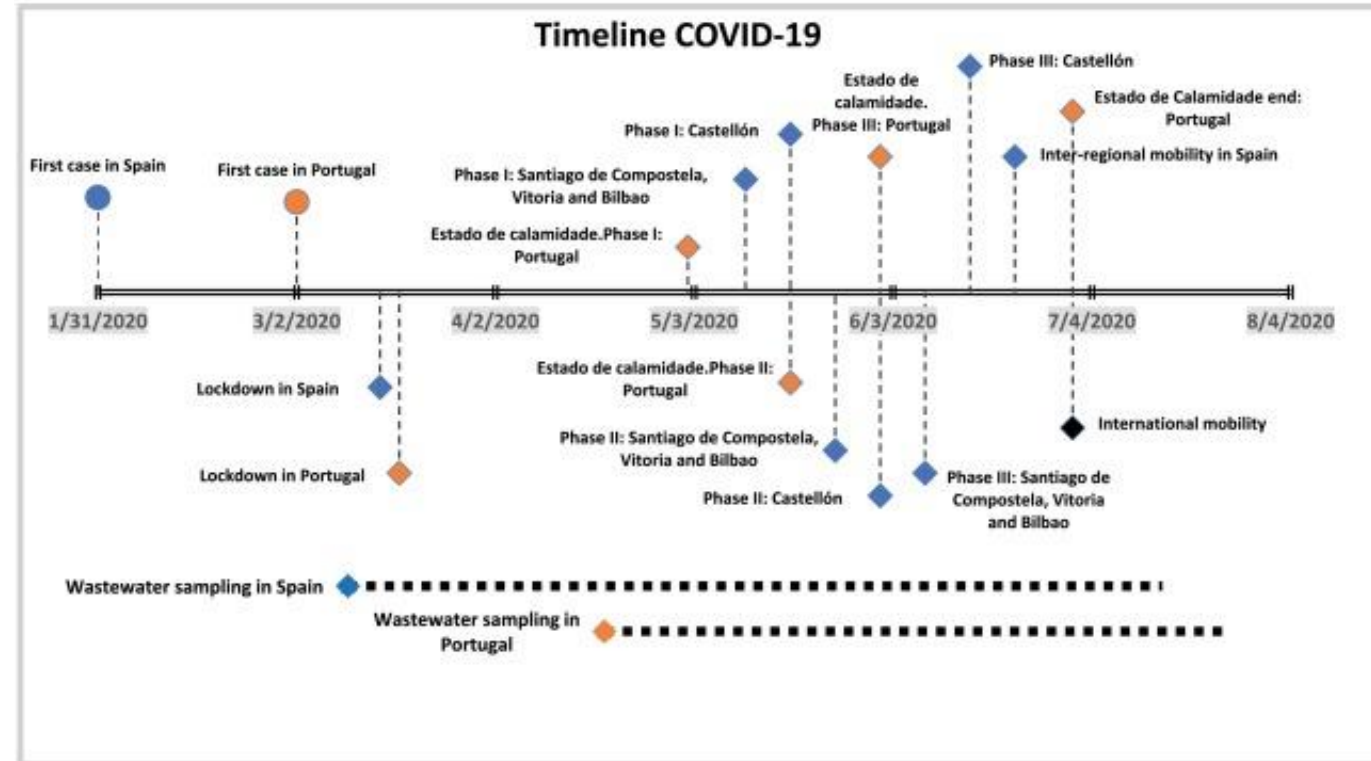 Timeline COVID-19
Phase III: Castellón
Estado de
calamidade.
Phase III: Portugal
Estado de Calamidade end:
Portugal
Phase I: Castellón
Inter-regional mobility in Spain
First case in Spain
First case in Portugal
Phase I: Santiago de Compostela,
Vitoria and Bilbao
Estado de calamidade.Phase I:
Portugal
1/31/2020
3/2/2020
4/2/2020
5/3/2020
6/3/2020
7/4/2020
8/4/2020
Lockdown in Spain
Estado de calamidade.Phase II:
Portugal
International mobility
Phase II: Santiago de Compostela,
Vitoria and Bilbao
Lockdown in Portugal
Phase II: Castellón
Phase III: Santiago de
Compostela, Vitoria
and Bilbao
Wastewater sampling in Spain
Wastewater sampling in
Portugal